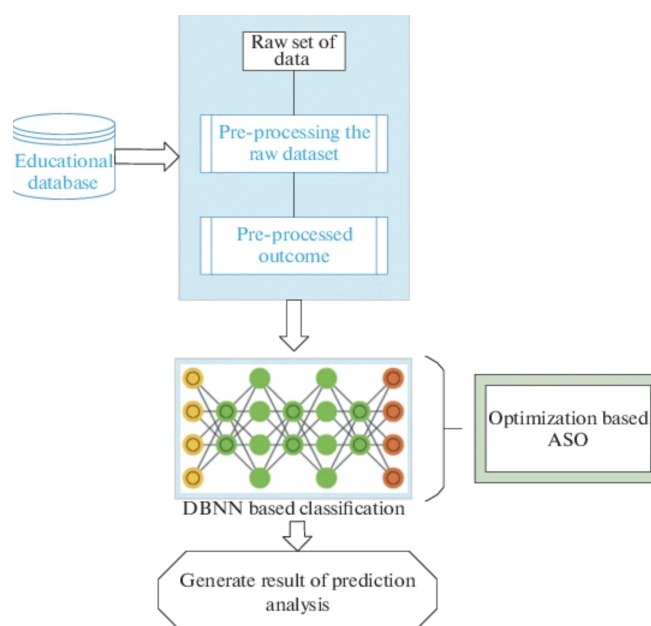 Raw set of
data
Educational
database
Pre-processing the
raw dataset
Pre-processed
outcome
Optimization based
ASO
DBNN based classification
Generate result of prediction
analysis